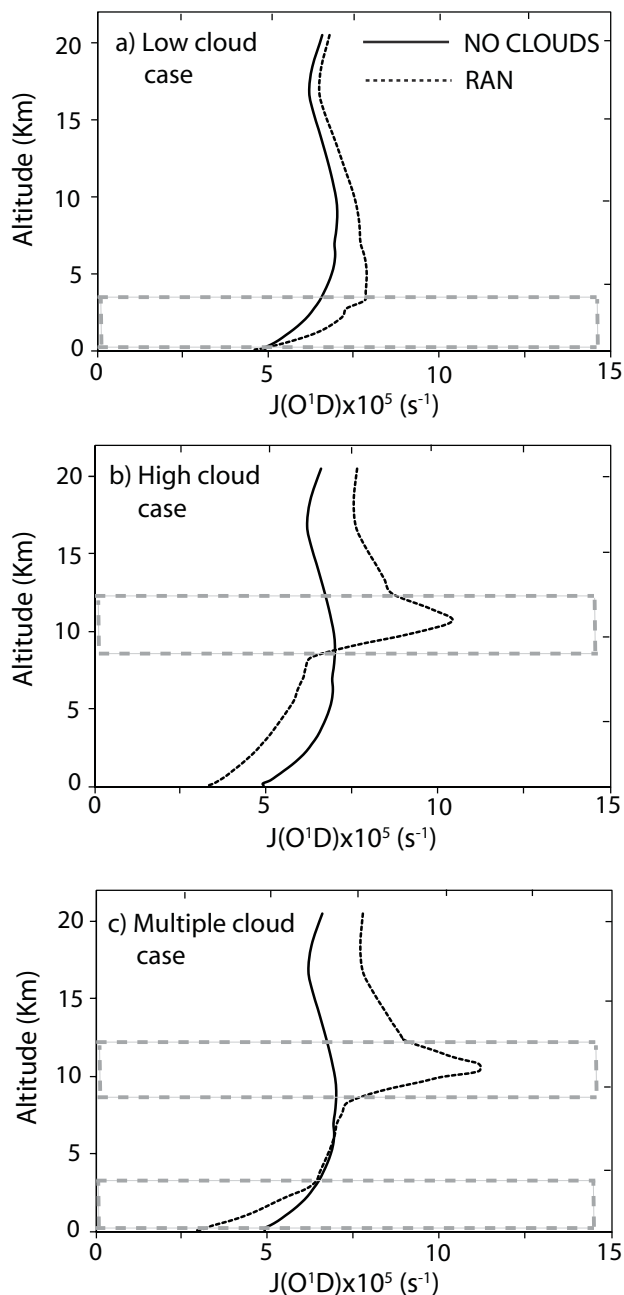 a) Low cloud
case
NO CLOUDS
RAN
Altitude (Km)
20
15
10
5
0
0 5 10 15
J(O¹D)x10⁵ (s⁻¹)
b) High cloud
case
Altitude (Km)
20
15
10
5
0
0 5 10 15
J(O¹D)x10⁵ (s⁻¹)
c) Multiple cloud
case
Altitude (Km)
20
15
10
5
0
0 5 10 15
J(O¹D)x10⁵ (s⁻¹)